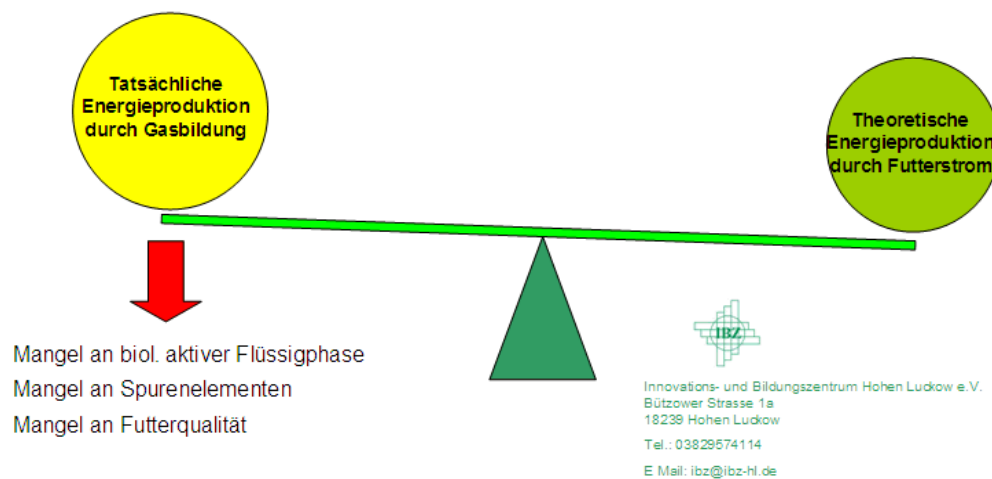 Tatsächliche
Energieproduktion
durch Gasbildung
Theoretische
Energieproduktion
durch Futterstrom
Mangel an biol. aktiver Flüssigphase
Mangel an Spurenelementen
Mangel an Futterqualität
IBZ
Innovations- und Bildungszentrum Hohen Luckow e.V.
Bützower Strasse 1a
18239 Hohen Luckow
Tel.: 03829574114
E Mail: ibz@ibz-hl.de